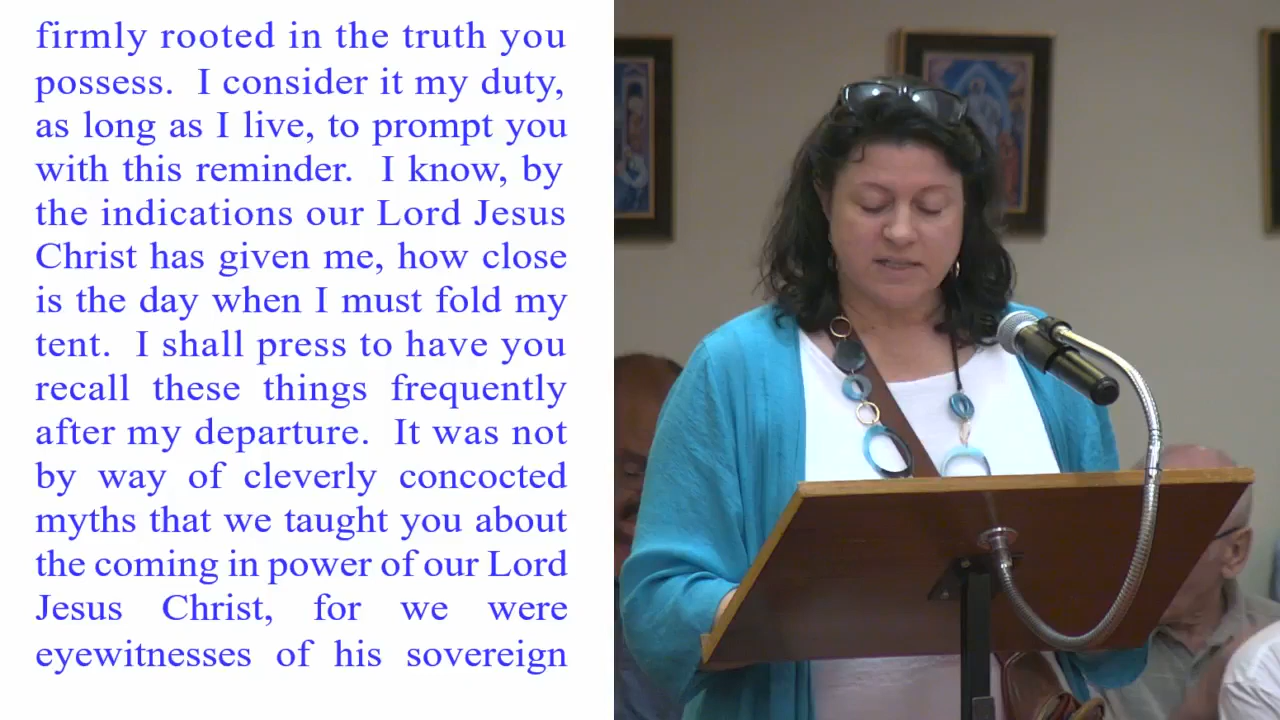 firmly rooted in the truth you
possess. I consider it my duty,
as long as I live, to prompt you
with this reminder. I know, by
the indications our Lord Jesus
Christ has given me, how close
is the day when I must fold my
tent. I shall press to have you
recall these things frequently
after my departure. It was not
by way of cleverly concocted
myths that we taught you about
the coming in power of our Lord
Jesus Christ, for we were
eyewitnesses of his sovereign